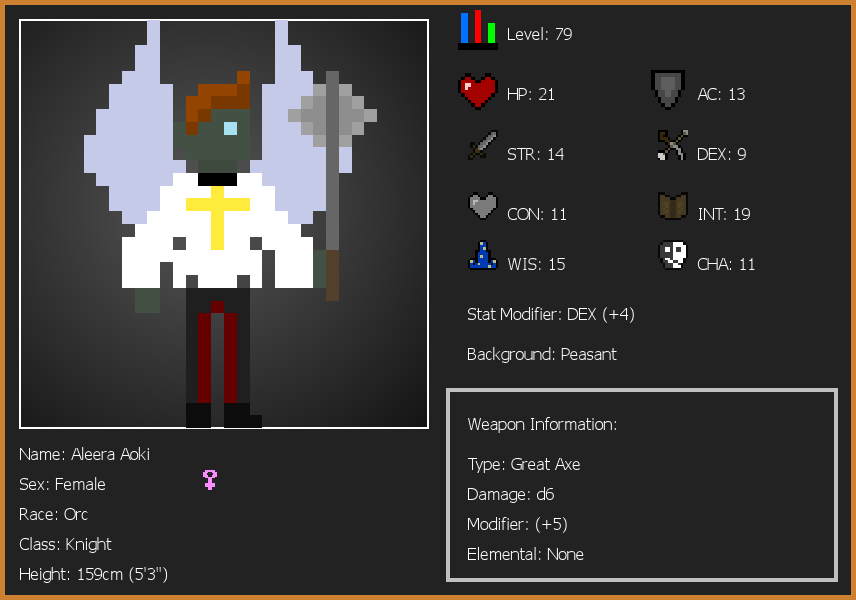 Level: 79
HP: 21
AC: 13
STR: 14
DEX: 9
CON: 11
INT: 19
WIS: 15
CHA: 11
Stat Modifier: DEX (+4)
Background: Peasant
Weapon Information:
Type: Great Axe
Damage: d6
Modifier: (+5)
Elemental: None
Name: Aleera Aoki
Sex: Female
Race: Orc
Class: Knight
Height: 159cm (5'3")